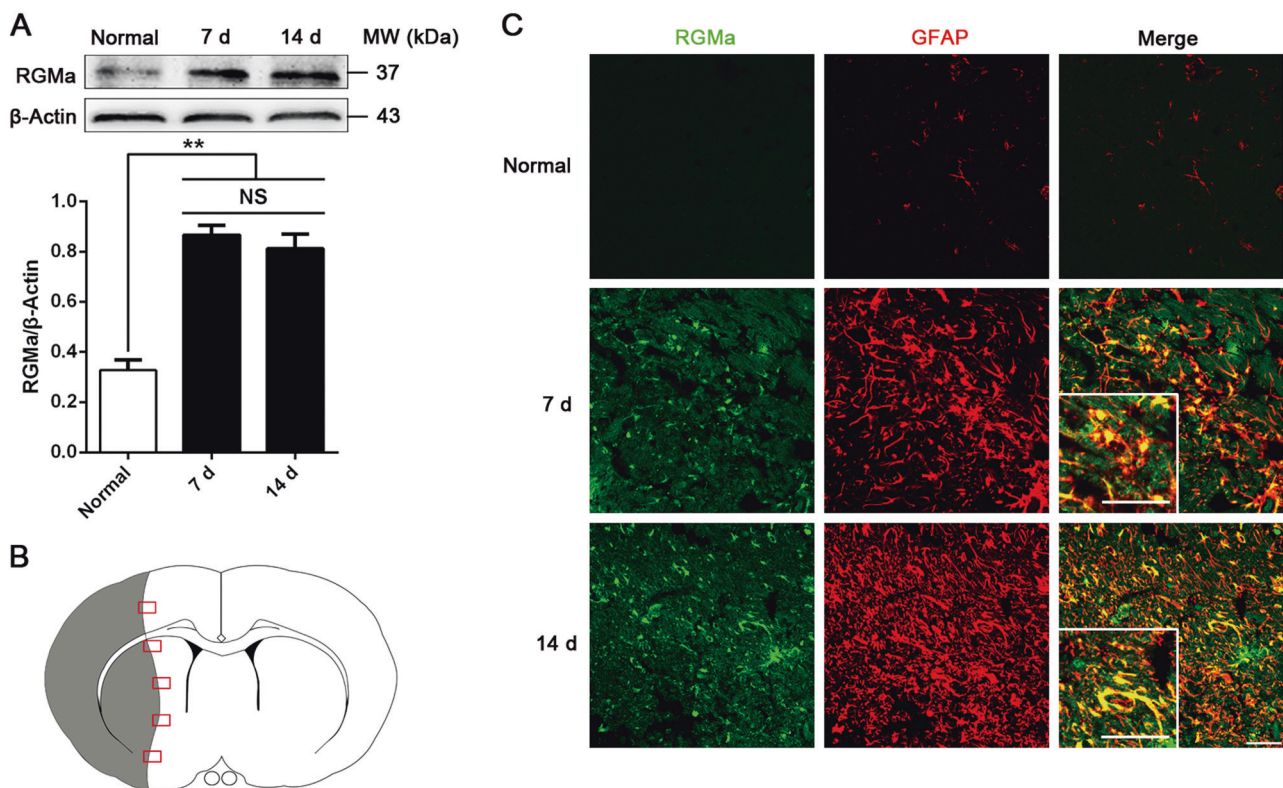 A
Normal 7 d 14 d MW (kDa)
RGMa 37
β-Actin 43
**
NS
RGMa/β-Actin
1.0
0.8
0.6
0.4
0.2
0.0
Normal
7 d
14 d
B
C
RGMa GFAP Merge
Normal
7 d
14 d